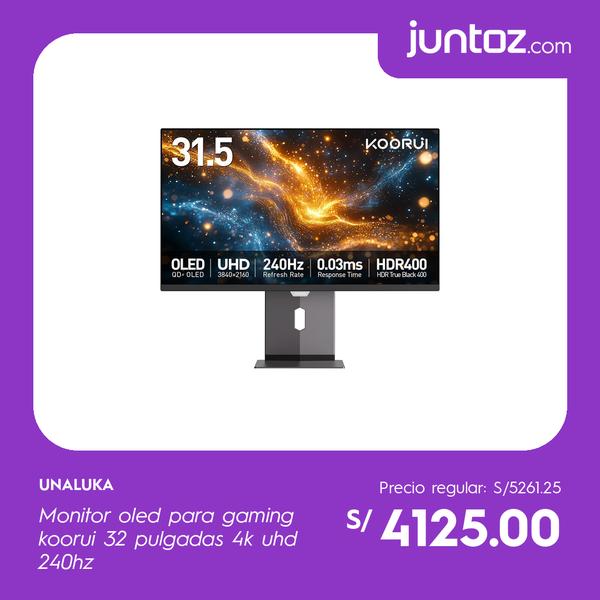 juntoz.com
31.5
KOORUI
OLED
QD-OLED
UHD
3840×2160
240Hz
Refresh Rate
0.03ms
Response Time
HDR400
HDR True Black 400
UNALUKA
Monitor oled para gaming
koorui 32 pulgadas 4k uhd
240hz
Precio regular: S/5261.25
S/ 4125.00